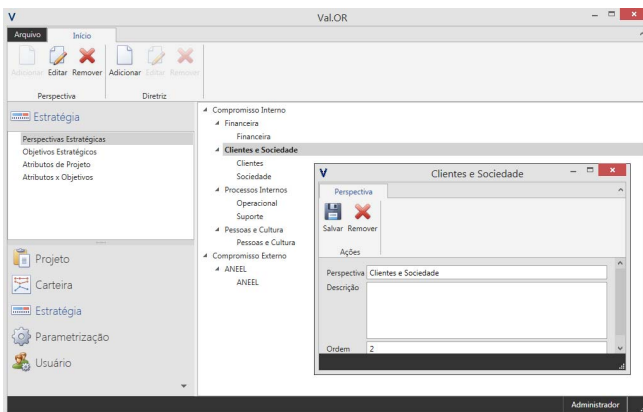 V
Val.OR
Arquivo Início
Adicionar Editar Remover Adicionar Editar Remover
Perspectiva Diretriz
Estratégia
Perspectivas Estratégicas
Objetivos Estratégicos
Atributos de Projeto
Atributos x Objetivos
Projeto
Carteira
Estratégia
Parametrização
Usuário
Compromisso Interno
Financeira
Financeira
Clientes e Sociedade
Clientes
Sociedade
Processos Internos
Operacional
Suporte
Pessoas e Cultura
Pessoas e Cultura
Compromisso Externo
ANEEL
ANEEL
V
Clientes e Sociedade
Perspectiva
Salvar Remover
Ações
Perspectiva Clientes e Sociedade
Descrição
Ordem 2
Administrador